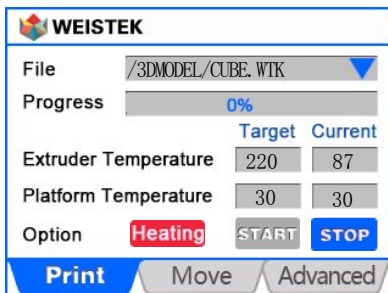 WEISTEK
File /3DMODEL/CUBE.WTK
Progress 0%
Target Current
Extruder Temperature 220 87
Platform Temperature 30 30
Option Heating START STOP
Print Move Advanced